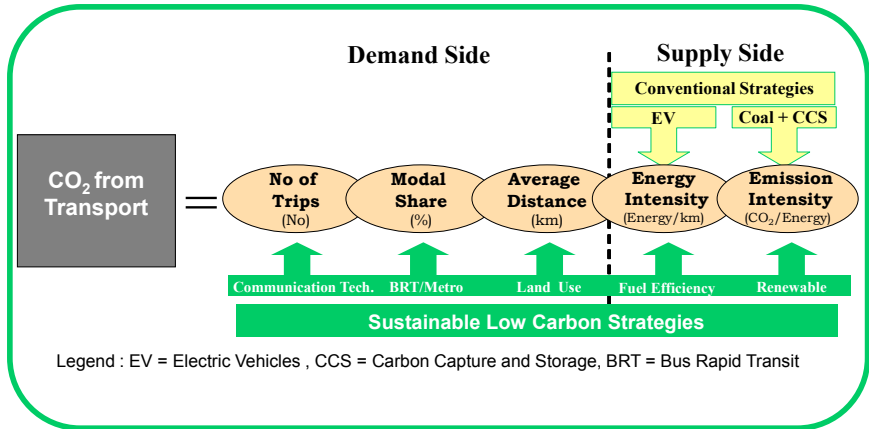 Demand Side
Supply Side
Conventional Strategies
EV
Coal + CCS
CO₂ from
Transport
=
No of
Trips
(No)
Modal
Share
(%)
Average
Distance
(km)
Energy
Intensity
(Energy/km)
Emission
Intensity
(CO₂/Energy)
Communication Tech.
BRT/Metro
Land Use
Fuel Efficiency
Renewable
Sustainable Low Carbon Strategies
Legend : EV = Electric Vehicles , CCS = Carbon Capture and Storage, BRT = Bus Rapid Transit